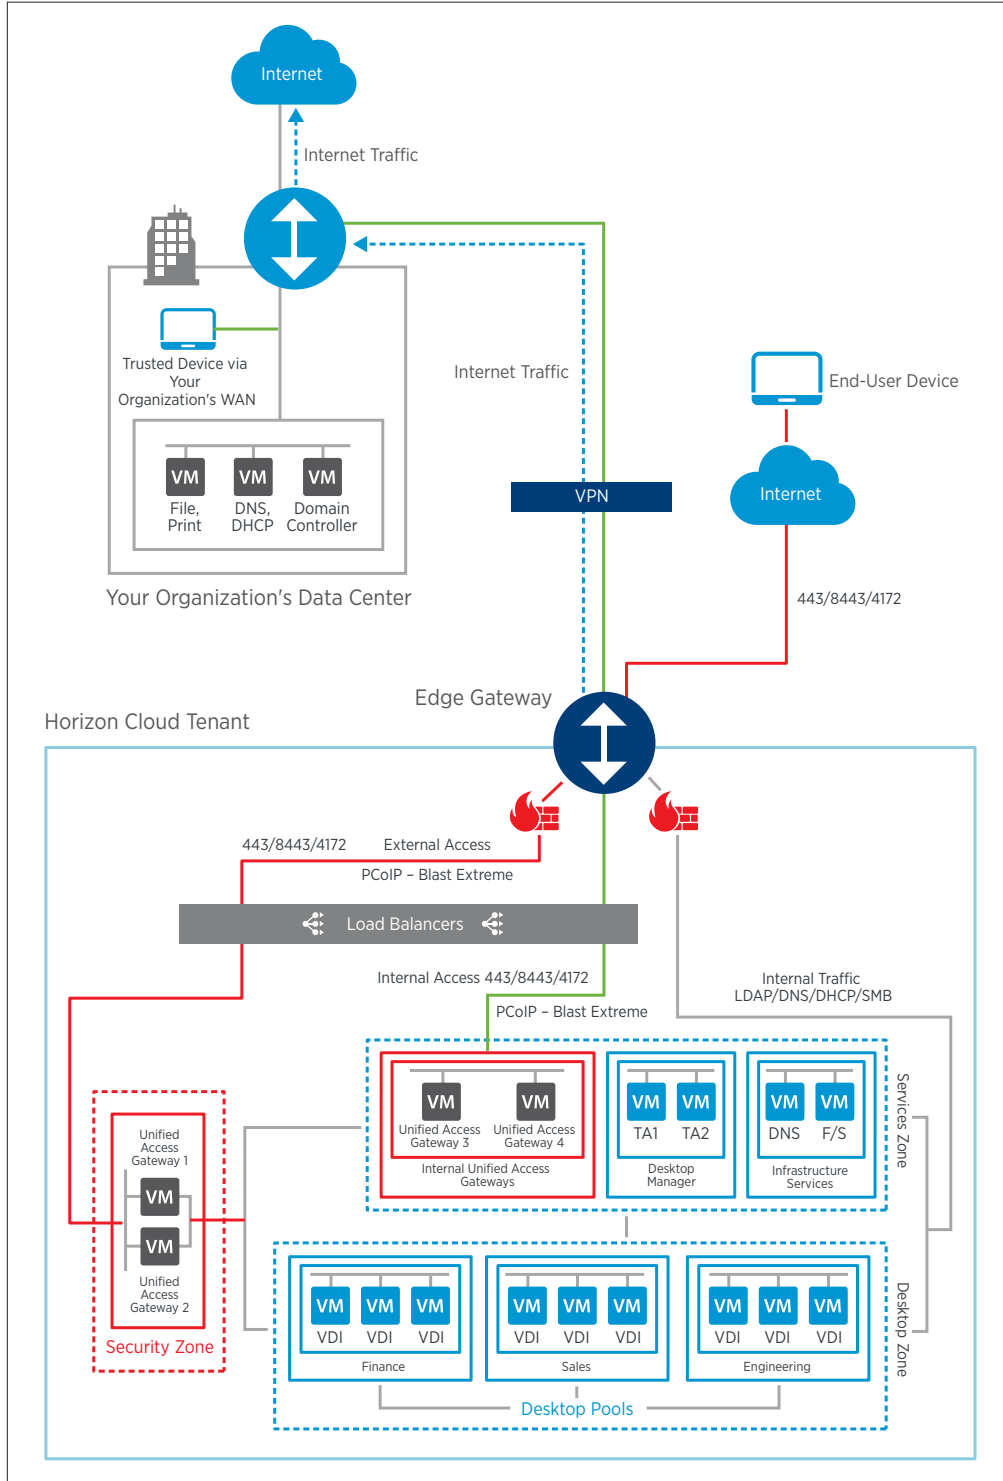 Internet
Internet Traffic
Trusted Device via
Your
Organization's WAN
VM
VM
VM
File,
Print
DNS,
DHCP
Domain
Controller
Your Organization's Data Center
Internet Traffic
End-User Device
VPN
Internet
443/8443/4172
Edge Gateway
Horizon Cloud Tenant
443/8443/4172
External Access
PCoIP – Blast Extreme
Load Balancers
Internal Access 443/8443/4172
PCoIP – Blast Extreme
Internal Traffic
LDAP/DNS/DHCP/SMB
VM
VM
Unified Access
Gateway 3
Unified Access
Gateway 4
Internal Unified Access
Gateways
VM
VM
TA1
TA2
Desktop
Manager
VM
VM
DNS
F/S
Infrastructure
Services
Services Zone
Unified
Access
Gateway 1
VM
VM
Unified
Access
Gateway 2
Security Zone
VM
VM
VM
VDI
VDI
VDI
Finance
VM
VM
VM
VDI
VDI
VDI
Sales
VM
VM
VM
VDI
VDI
VDI
Engineering
Desktop Zone
Desktop Pools